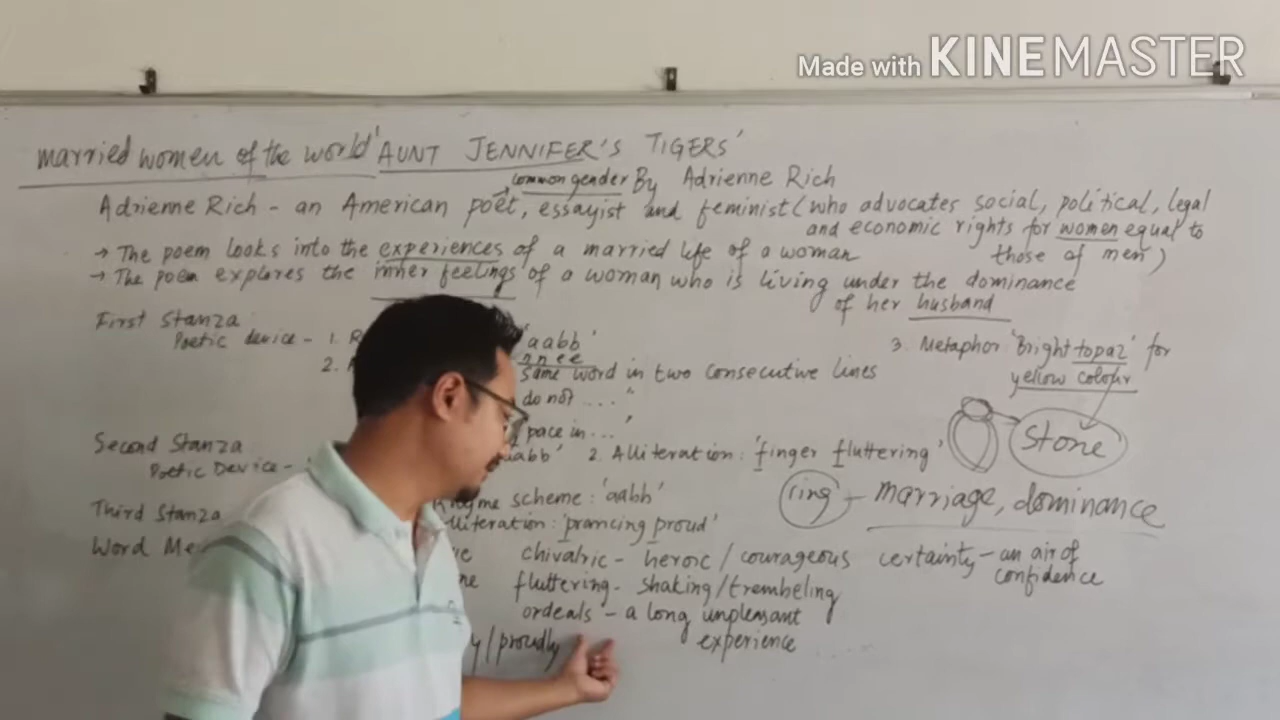 Made with KINEMASTER
married women of the world' AUNT JENNIFER'S TIGERS'
common gender By Adrienne Rich
Adrienne Rich - an American poet, essayist and feminist (who advocates social, political, legal
and economic rights for women equal to
those of men)
→ The poem looks into the experiences of a married life of a woman
→ The poem explores the inner feelings of a woman who is living under the dominance
of her husband
First Stanza
Poetic device - 1. 'aabb'
2.
same word in two consecutive lines
do not .... "
pace in... "
3. Metaphor 'Bright topaz' for
yellow colour
Stone
Second Stanza
Poetic Device - aabb' 2. Alliteration: 'finger fluttering'
ring - marriage, dominance
Third Stanza Rhyme scheme: 'aabb'
Alliteration: 'prancing proud'
Word chivalric - heroic / courageous certainty - an air of
confidence
fluttering - shaking/trembeling
ordeals - a long unpleasant
experience
/proudly